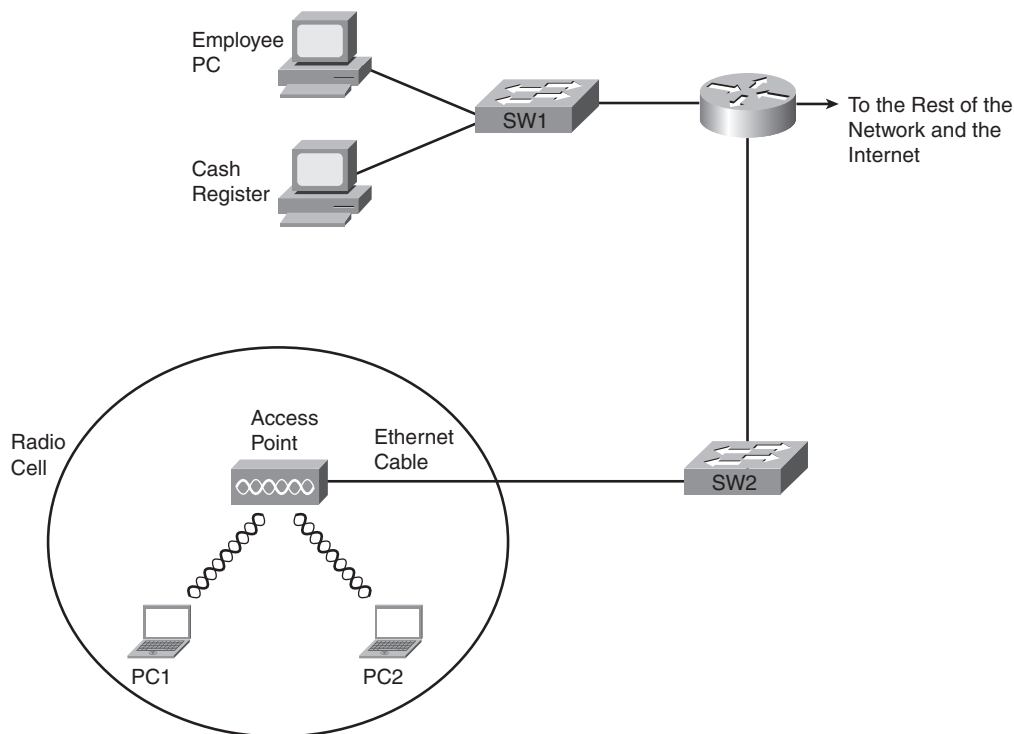 Employee
PC
SW1
To the Rest of the
Network and the
Internet
Cash
Register
Radio
Cell
Access
Point
Ethernet
Cable
SW2
PC1
PC2